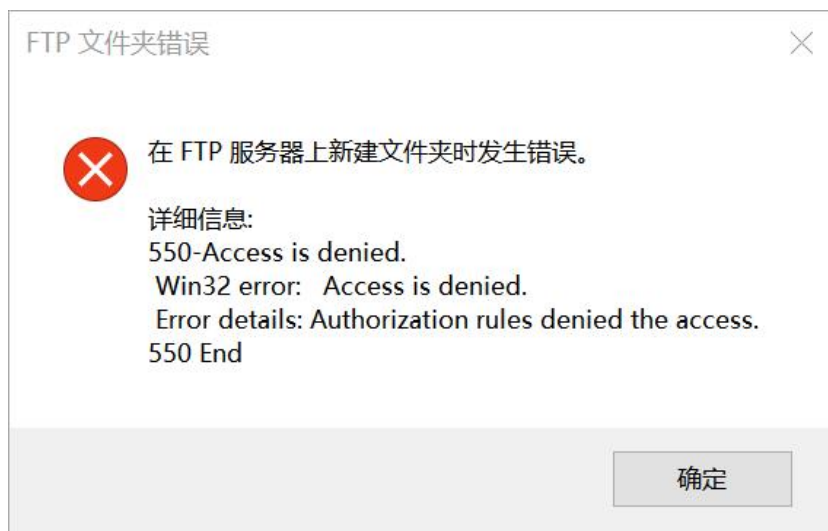 FTP 文件夹错误
在 FTP 服务器上新建文件夹时发生错误。
详细信息:
550-Access is denied.
Win32 error:   Access is denied.
Error details: Authorization rules denied the access.
550 End
确定